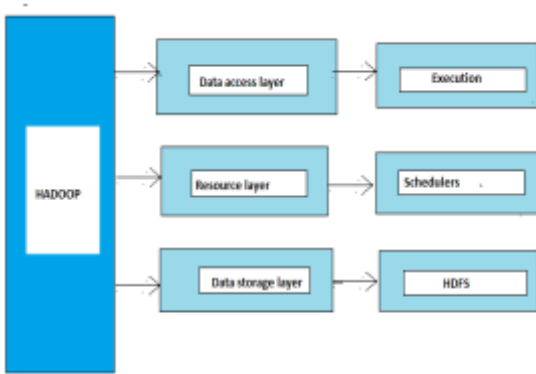 HADOOP
Data access layer
Execution
Resource layer
Schedulers
Data storage layer
HDFS